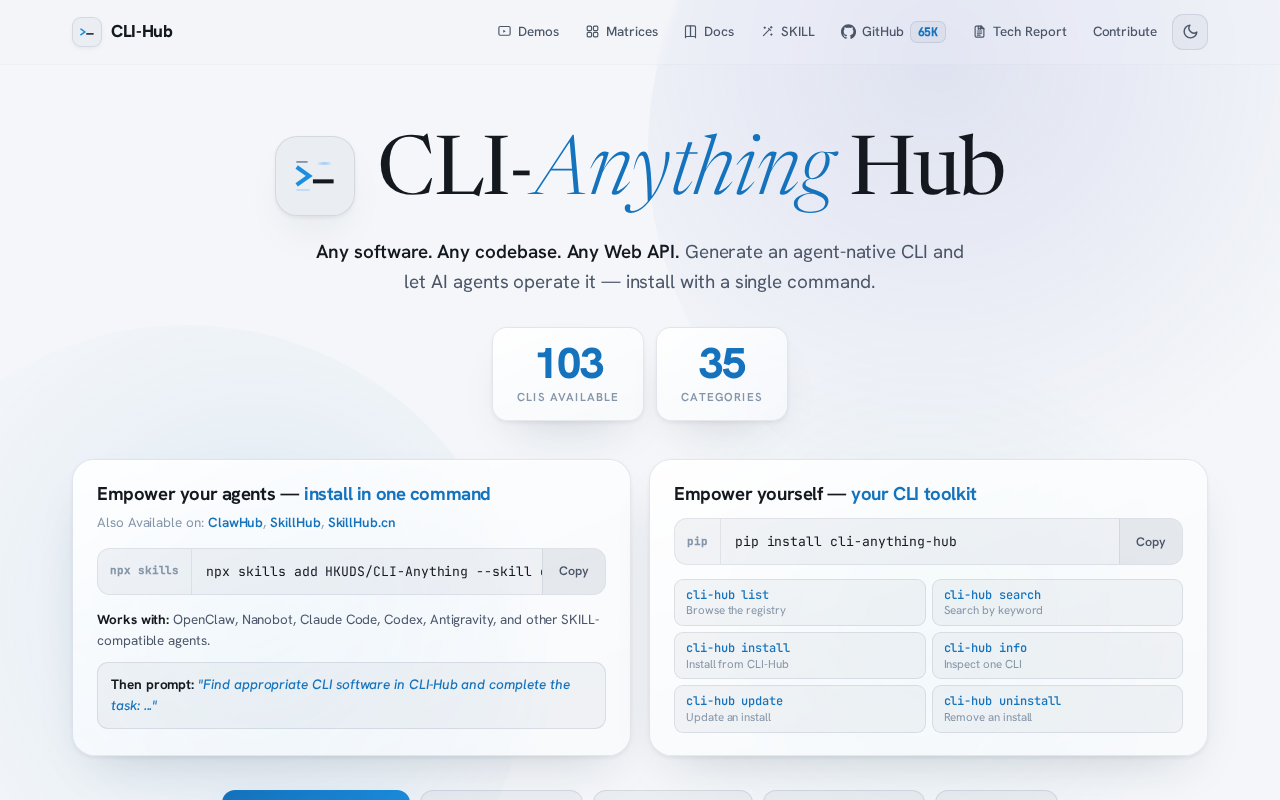 CLI-Hub
Demos
Matrices
Docs
SKILL
GitHub 65K
Tech Report
Contribute
CLI-Anything Hub
Any software. Any codebase. Any Web API. Generate an agent-native CLI and
let AI agents operate it — install with a single command.
103
CLIS AVAILABLE
35
CATEGORIES
Empower your agents — install in one command
Also Available on: ClawHub, SkillHub, SkillHub.cn
npx skills
npx skills add HKUDS/CLI-Anything --skill
Copy
Works with: OpenClaw, Nanobot, Claude Code, Codex, Antigravity, and other SKILL-
compatible agents.
Then prompt: "Find appropriate CLI software in CLI-Hub and complete the
task: ..."
Empower yourself — your CLI toolkit
pip
pip install cli-anything-hub
Copy
cli-hub list
Browse the registry
cli-hub search
Search by keyword
cli-hub install
Install from CLI-Hub
cli-hub info
Inspect one CLI
cli-hub update
Update an install
cli-hub uninstall
Remove an install